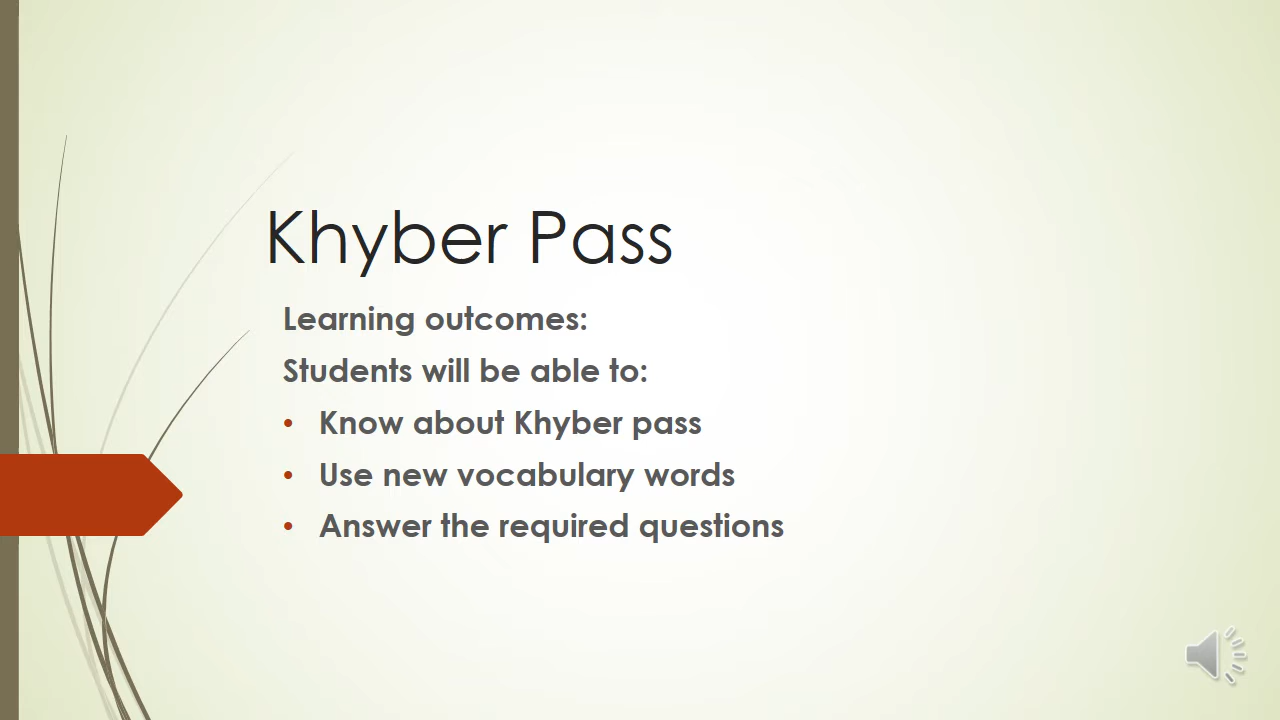 Khyber Pass
Learning outcomes:
Students will be able to:
• Know about Khyber pass
• Use new vocabulary words
• Answer the required questions